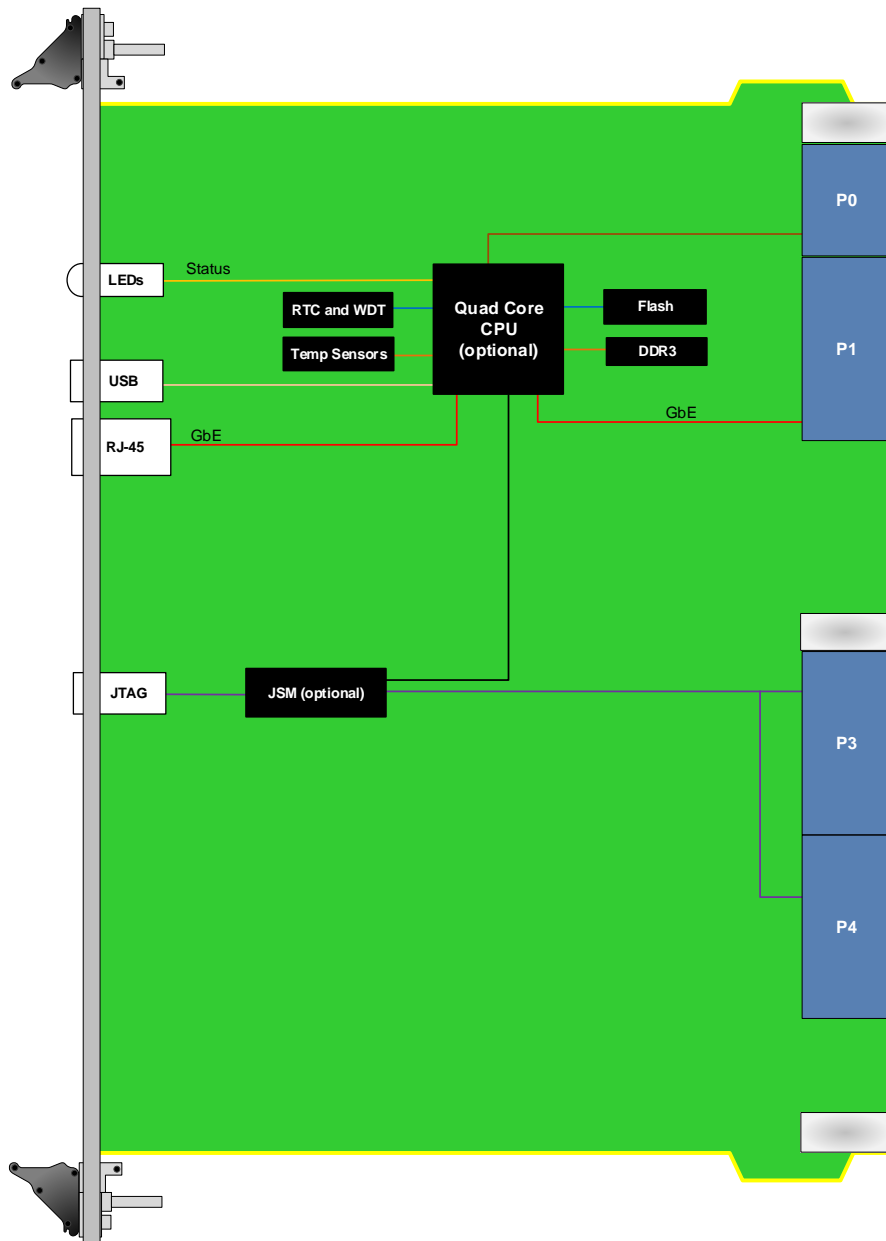 P0
Status
LEDs
RTC and WDT
Quad Core
CPU
(optional)
Flash
Temp Sensors
DDR3
P1
USB
GbE
GbE
RJ-45
JTAG
JSM (optional)
P3
P4